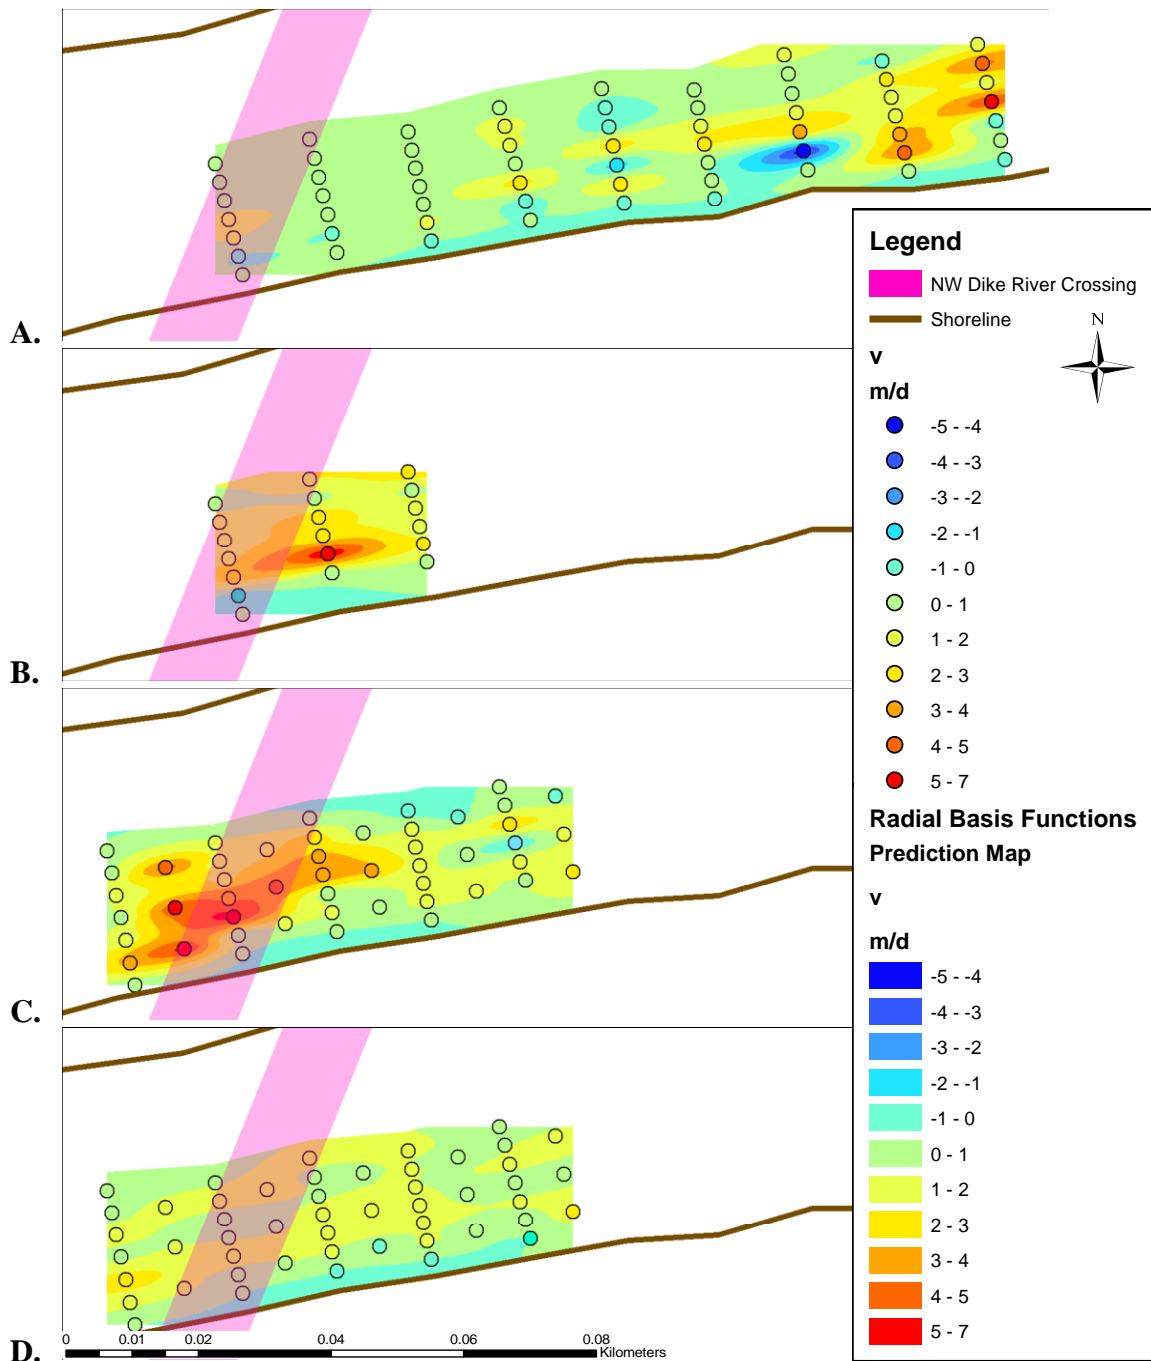 A.
B.
C.
D.
0 0.01 0.02 0.04 0.06 0.08
Kilometers
Legend
NW Dike River Crossing
Shoreline
N
v
m/d
-5 - -4
-4 - -3
-3 - -2
-2 - -1
-1 - 0
0 - 1
1 - 2
2 - 3
3 - 4
4 - 5
5 - 7
Radial Basis Functions
Prediction Map
v
m/d
-5 - -4
-4 - -3
-3 - -2
-2 - -1
-1 - 0
0 - 1
1 - 2
2 - 3
3 - 4
4 - 5
5 - 7